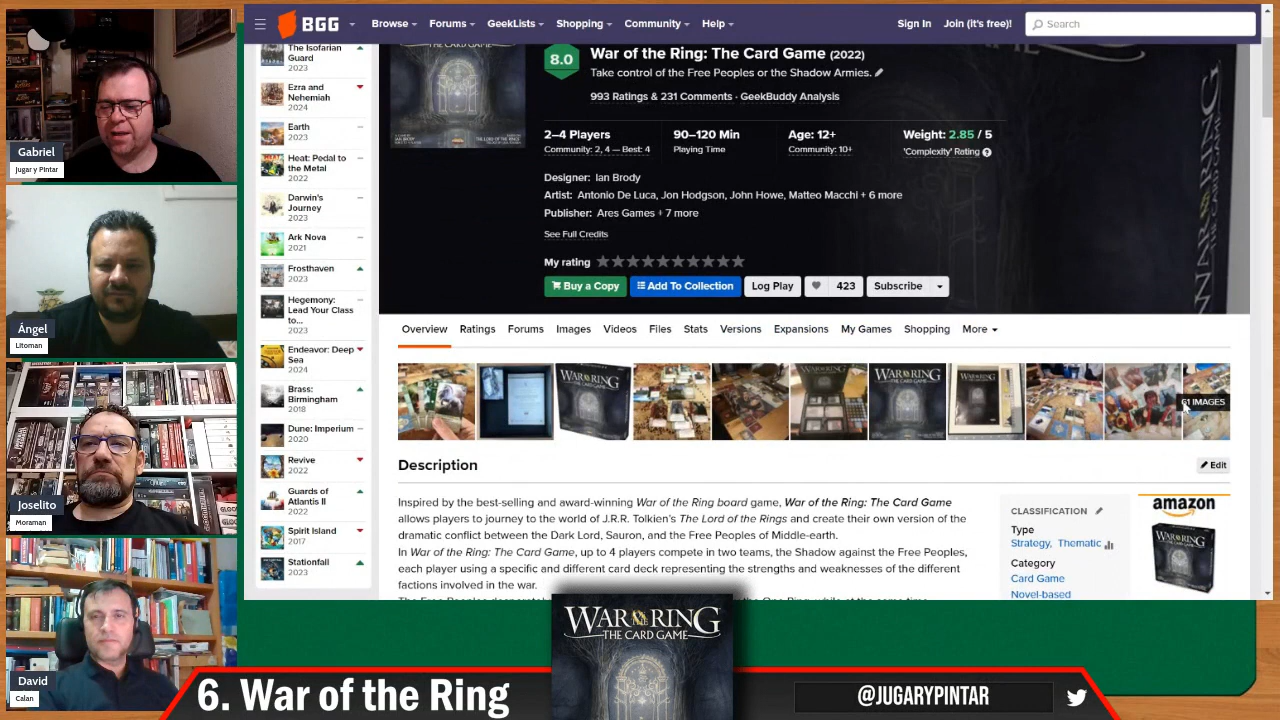 BGG
Browse
Forums
GeekLists
Shopping
Community
Help
Sign In
Join (it's free)!
Search
Gabriel
Jugar y Pintar
Ángel
Litoman
Joselito
Moraman
David
Calan
The Isofarian
Guard
2023
Ezra and
Nehemiah
2024
Earth
2023
Heat: Pedal to
the Metal
2022
Darwin's
Journey
2023
Ark Nova
2021
Frosthaven
2023
Hegemony:
Lead Your Class
to...
2023
Endeavor: Deep
Sea
2024
Brass:
Birmingham
2018
Dune: Imperium
2020
Revive
2022
Guards of
Atlantis II
2022
Spirit Island
2017
Stationfall
2023
8.0
War of the Ring: The Card Game (2022)
Take control of the Free Peoples or the Shadow Armies.
993 Ratings & 231 Comments · GeekBuddy Analysis
2–4 Players
Community: 2, 4 — Best: 4
90–120 Min
Playing Time
Age: 12+
Community: 10+
Weight: 2.85 / 5
'Complexity' Rating
Designer: Ian Brody
Artist: Antonio De Luca, Jon Hodgson, John Howe, Matteo Macchi + 6 more
Publisher: Ares Games + 7 more
See Full Credits
My rating
Buy a Copy
Add To Collection
Log Play
423
Subscribe
Overview
Ratings
Forums
Images
Videos
Files
Stats
Versions
Expansions
My Games
Shopping
More
61 IMAGES
Description
Edit
Inspired by the best-selling and award-winning War of the Ring board game, War of the Ring: The Card Game
allows players to journey to the world of J.R.R. Tolkien's The Lord of the Rings and create their own version of the
dramatic conflict between the Dark Lord, Sauron, and the Free Peoples of Middle-earth.
In War of the Ring: The Card Game, up to 4 players compete in two teams, the Shadow against the Free Peoples,
each player using a specific and different card deck representing the strengths and weaknesses of the different
factions involved in the war.
CLASSIFICATION
Type
Strategy, Thematic
Category
Card Game
Novel-based
amazon
WAR of the RING
THE CARD GAME
6. War of the Ring
@JUGARYPINTAR